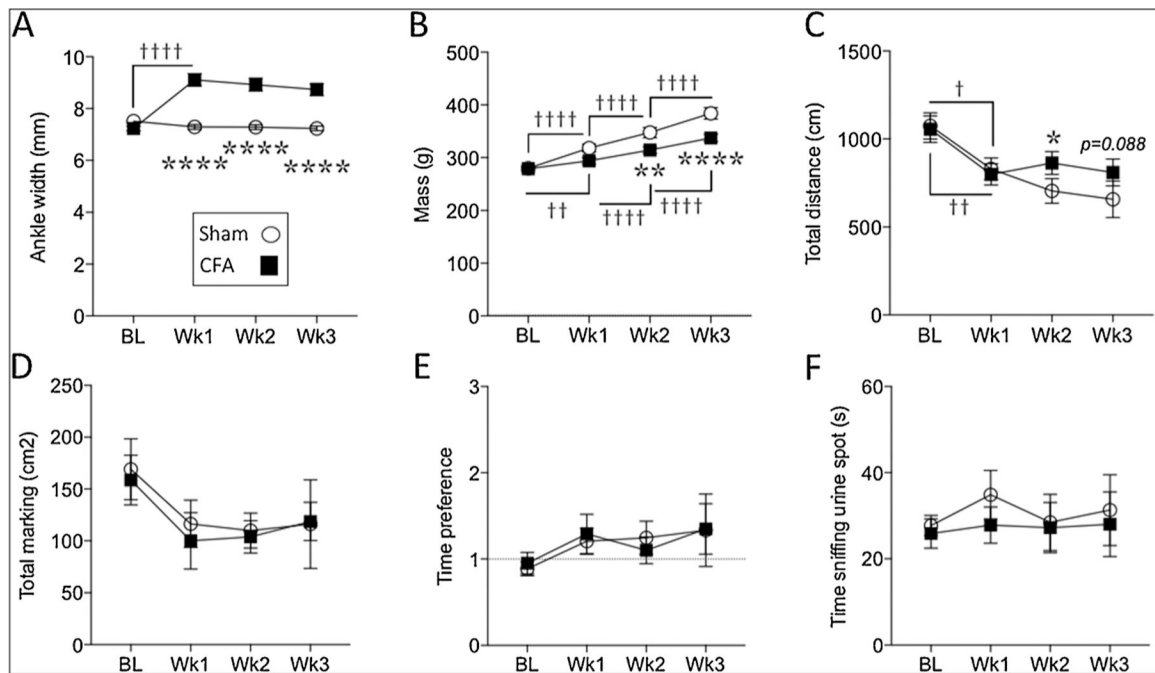 A
††††
Ankle width (mm)
10
8
6
4
2
0
****
****
****
Sham
CFA
BL Wk1 Wk2 Wk3
B
††††
††††
††††
Mass (g)
500
400
300
200
100
0
**
****
††
††††
††††
BL Wk1 Wk2 Wk3
C
†
*
p=0.088
††
Total distance (cm)
1500
1000
500
0
BL Wk1 Wk2 Wk3
D
Total marking (cm2)
250
200
150
100
50
0
BL Wk1 Wk2 Wk3
E
Time preference
3
2
1
0
BL Wk1 Wk2 Wk3
F
Time sniffing urine spot (s)
60
40
20
0
BL Wk1 Wk2 Wk3